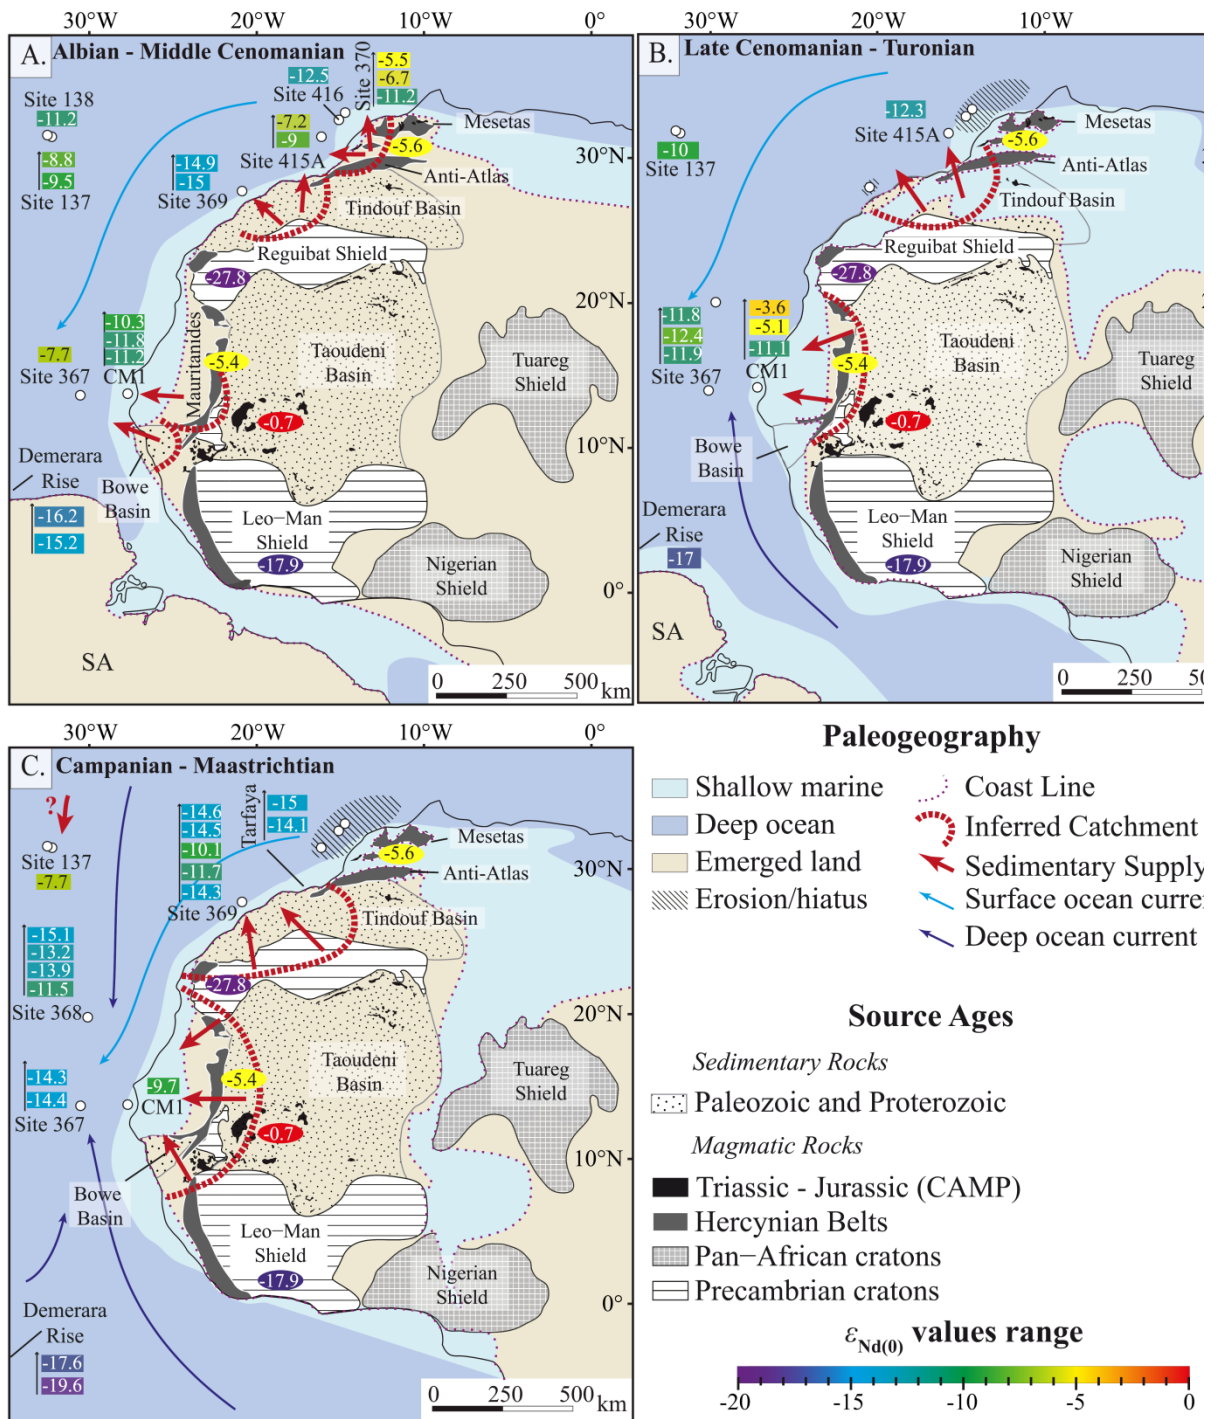 30°W 20°W 10°W 0°
A. Albian - Middle Cenomanian
Site 138
-11.2
-8.8
-9.5
Site 137
-14.9
-15
Site 369
-12.5
Site 416
-7.2
-9
Site 415A
Site 370
-5.5
-6.7
-11.2
Mesetas
-5.6
Anti-Atlas
Tindouf Basin
Reguibat Shield
-27.8
-10.3
-11.8
-11.2
CM1
-7.7
Site 367
Mauritanides
-5.4
Taoudeni
Basin
-0.7
Tuareg
Shield
Demerara
Rise
-16.2
-15.2
Bowe
Basin
Leo-Man
Shield
-17.9
Nigerian
Shield
SA
30°N
20°N
10°N
0°
0 250 500
km
30°W 20°W 10°W 0°
B. Late Cenomanian - Turonian
-10
Site 137
-12.3
Site 415A
Mesetas
-5.6
Anti-Atlas
Tindouf Basin
Reguibat Shield
-27.8
-11.8
-12.4
-11.9
Site 367
-3.6
-5.1
-11.1
CM1
-5.4
Taoudeni
Basin
-0.7
Tuareg
Shield
Bowe
Basin
Demerara
Rise
-17
Leo-Man
Shield
-17.9
Nigerian
Shield
SA
0 250 50
30°W 20°W 10°W 0°
C. Campanian - Maastrichtian
?
Site 137
-7.7
-14.6
-14.5
-10.1
-11.7
-14.3
Site 369
Tarfaya
-15
-14.1
Mesetas
-5.6
Anti-Atlas
Tindouf Basin
-27.8
-15.1
-13.2
-13.9
-11.5
Site 368
-14.3
-14.4
Site 367
-9.7
CM1
-5.4
Taoudeni
Basin
-0.7
Tuareg
Shield
Bowe
Basin
Leo-Man
Shield
-17.9
Nigerian
Shield
Demerara
Rise
-17.6
-19.6
30°N
20°N
10°N
0°
0 250 500
km
Paleogeography
Shallow marine
Deep ocean
Emerged land
Erosion/hiatus
Coast Line
Inferred Catchment
Sedimentary Supply
Surface ocean curre
Deep ocean current
Source Ages
Sedimentary Rocks
Paleozoic and Proterozoic
Magmatic Rocks
Triassic - Jurassic (CAMP)
Hercynian Belts
Pan-African cratons
Precambrian cratons
εNd(0) values range
-20 -15 -10 -5 0